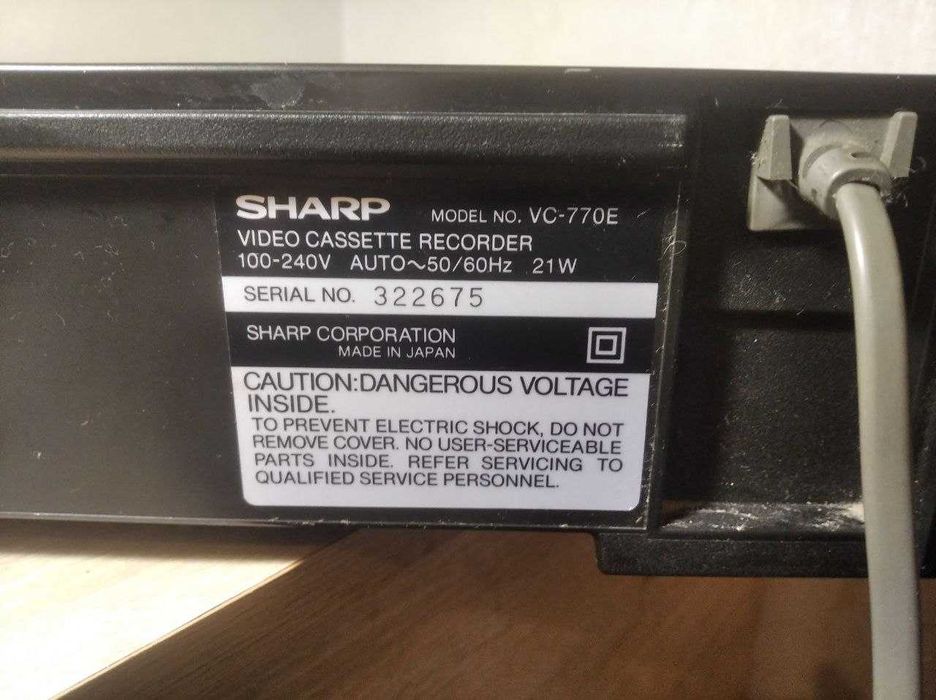 SHARP MODEL NO. VC-770E
VIDEO CASSETTE RECORDER
100-240V AUTO～50/60Hz 21W
SERIAL NO. 322675
SHARP CORPORATION
MADE IN JAPAN
CAUTION:DANGEROUS VOLTAGE
INSIDE.
TO PREVENT ELECTRIC SHOCK, DO NOT
REMOVE COVER. NO USER-SERVICEABLE
PARTS INSIDE. REFER SERVICING TO
QUALIFIED SERVICE PERSONNEL.